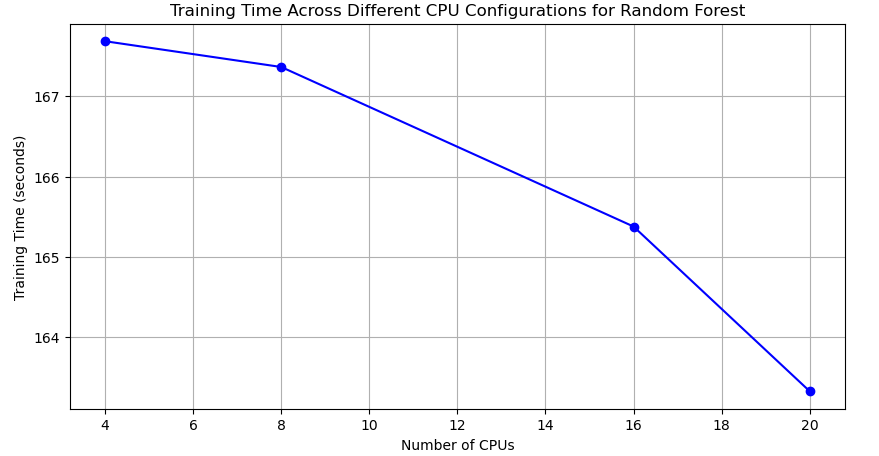 Training Time Across Different CPU Configurations for Random Forest
167
166
165
164
Training Time (seconds)
4 6 8 10 12 14 16 18 20
Number of CPUs